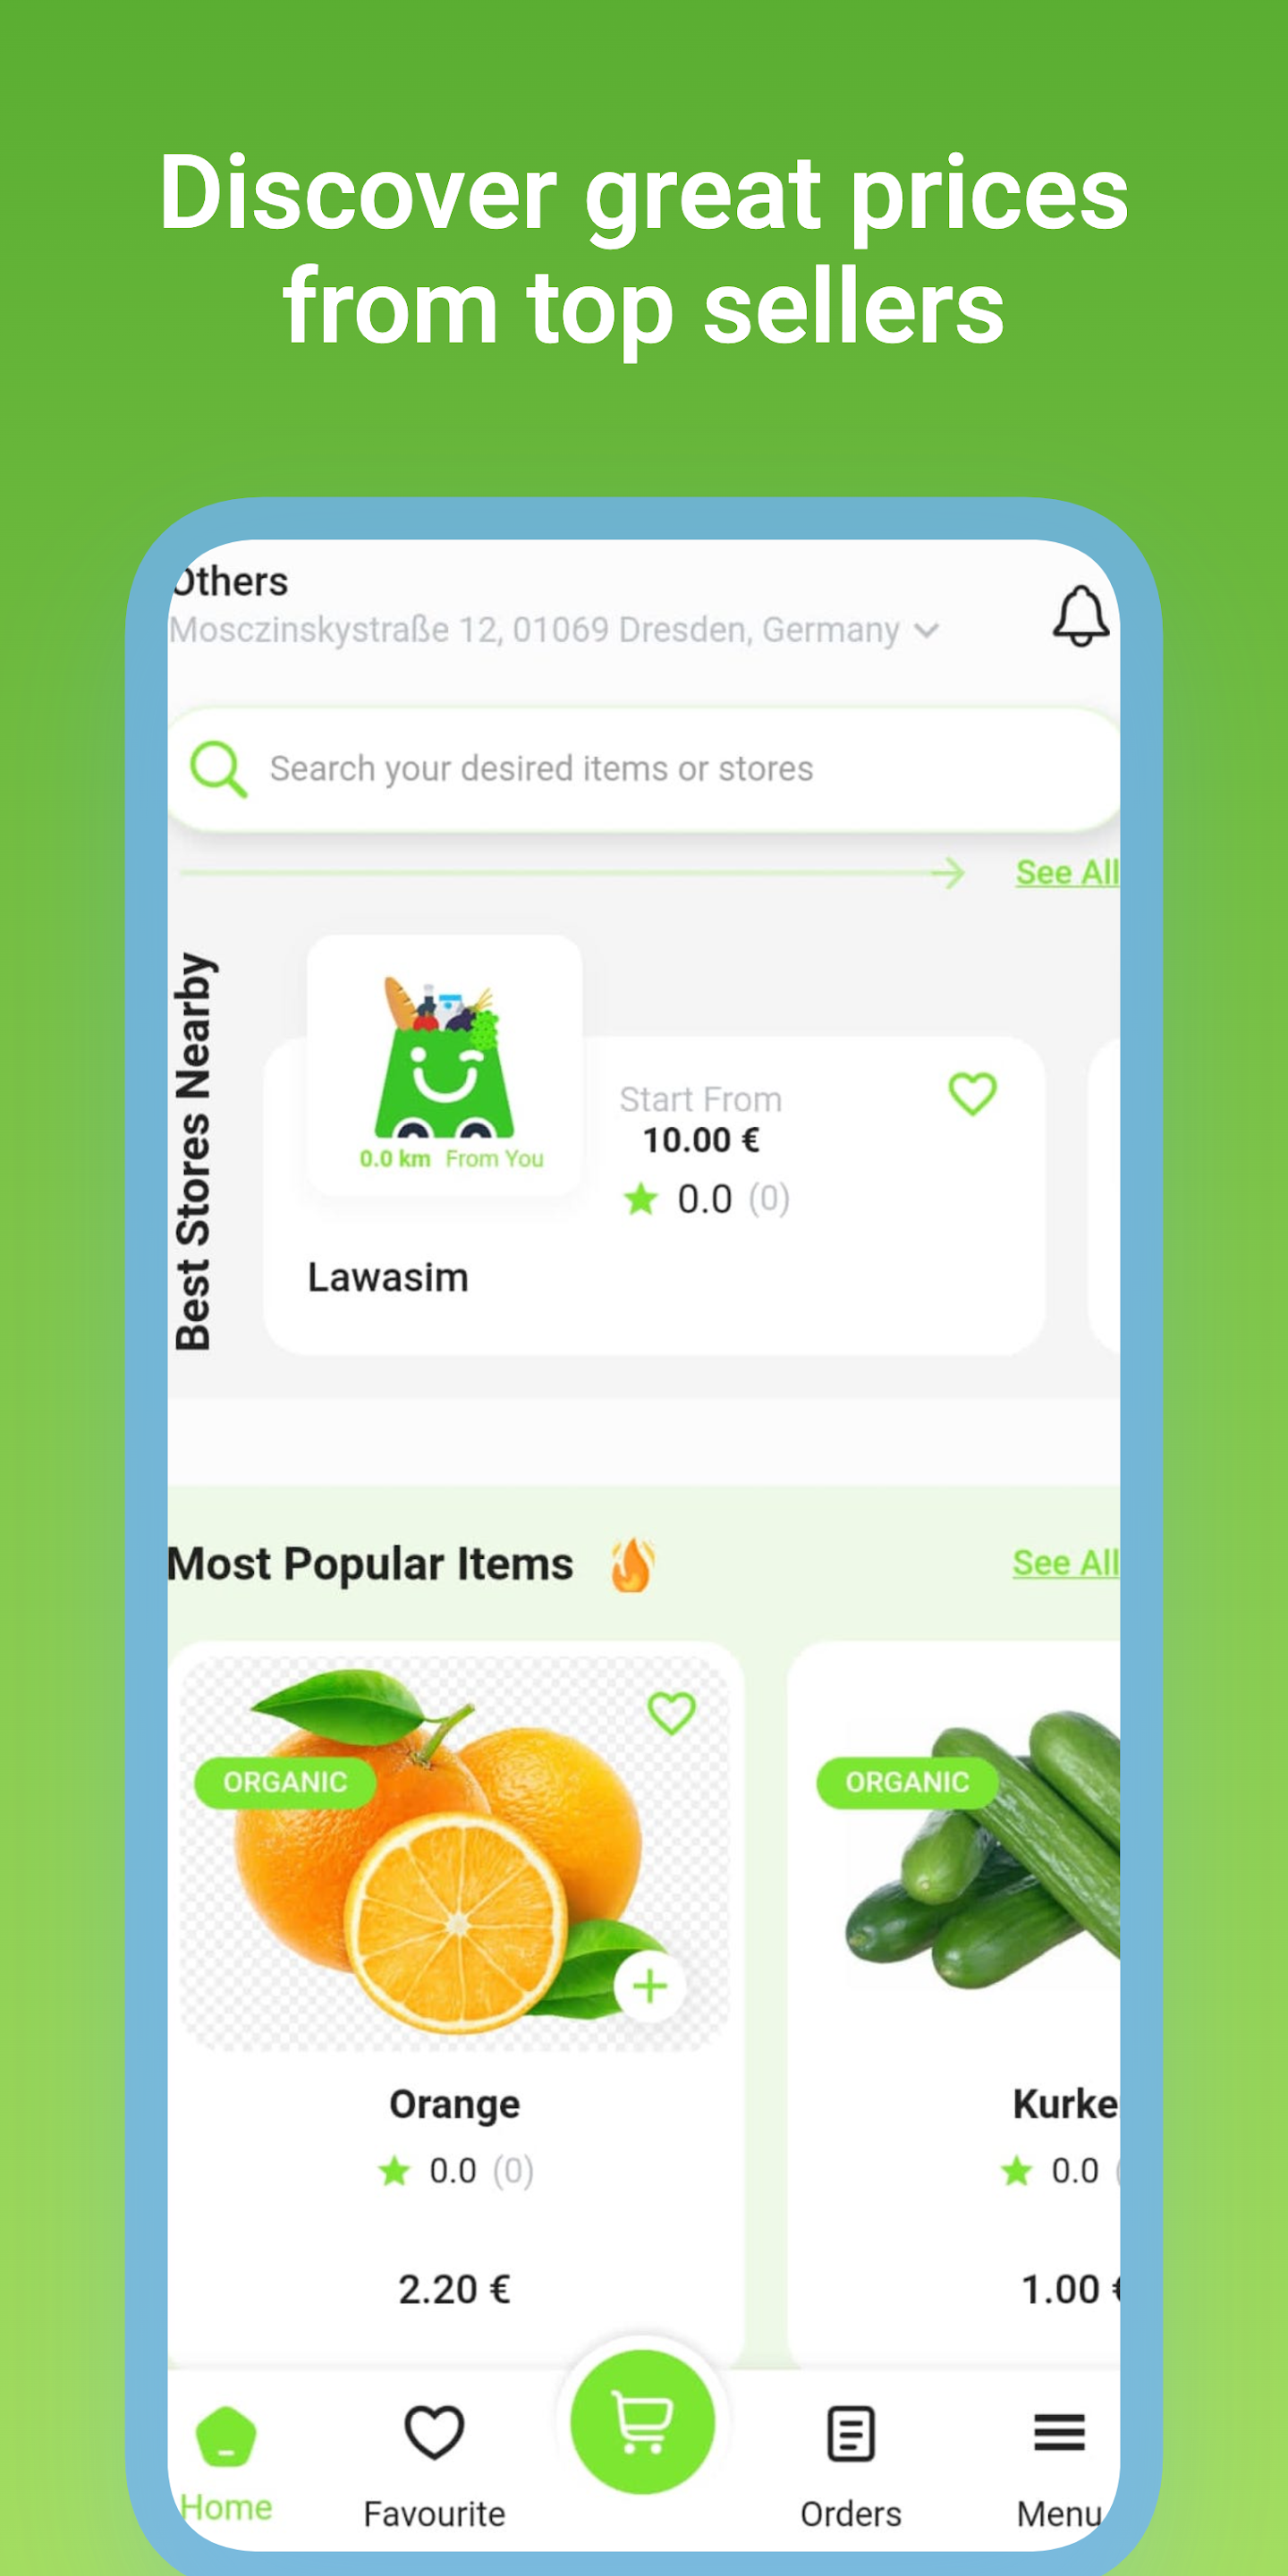 Discover great prices
from top sellers
Others
Mosczinskystraße 12, 01069 Dresden, Germany
Search your desired items or stores
See All
Best Stores Nearby
0.0 km From You
Start From
10.00 €
0.0 (0)
Lawasim
Most Popular Items
See All
ORGANIC
ORGANIC
Orange
Kurke
0.0 (0)
0.0 (
2.20 €
1.00 €
Home
Favourite
Orders
Menu